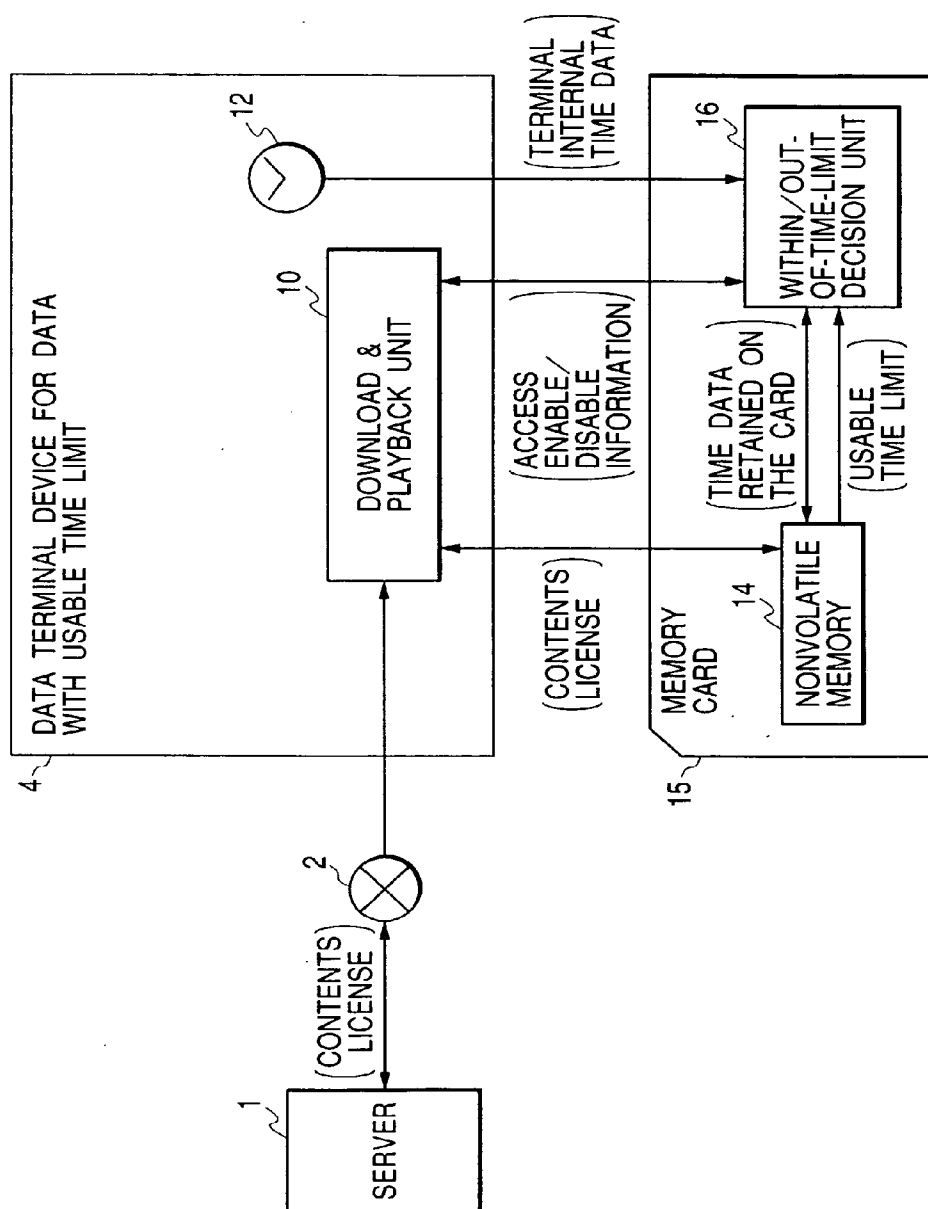 DATA TERMINAL DEVICE FOR DATA
WITH USABLE TIME LIMIT
4
12
10
DOWNLOAD &
PLAYBACK UNIT
1
SERVER
(CONTENTS
LICENSE)
2
(CONTENTS
LICENSE)
(ACCESS
ENABLE/
DISABLE
INFORMATION)
(TERMINAL
INTERNAL
TIME DATA)
15
MEMORY
CARD
14
NONVOLATILE
MEMORY
(TIME DATA
RETAINED ON
THE CARD)
(USABLE
TIME LIMIT)
16
WITHIN/OUT-
OF-TIME-LIMIT
DECISION UNIT